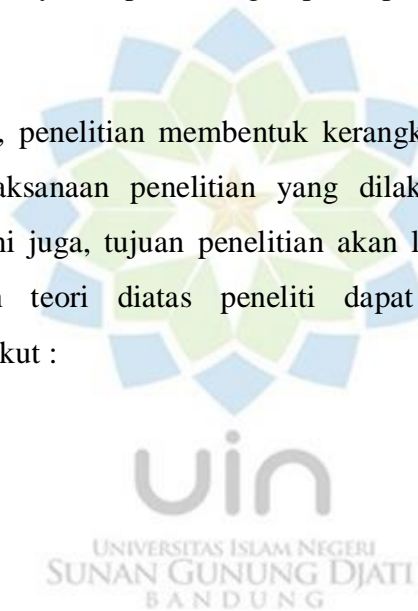 , penelitian membentuk kerangk
aksanaan penelitian yang dilak
ni juga, tujuan penelitian akan l
teori diatas peneliti dapat
kut :
uin
UNIVERSITAS ISLAM NEGERI
SUNAN GUNUNG DJATI
BANDUNG